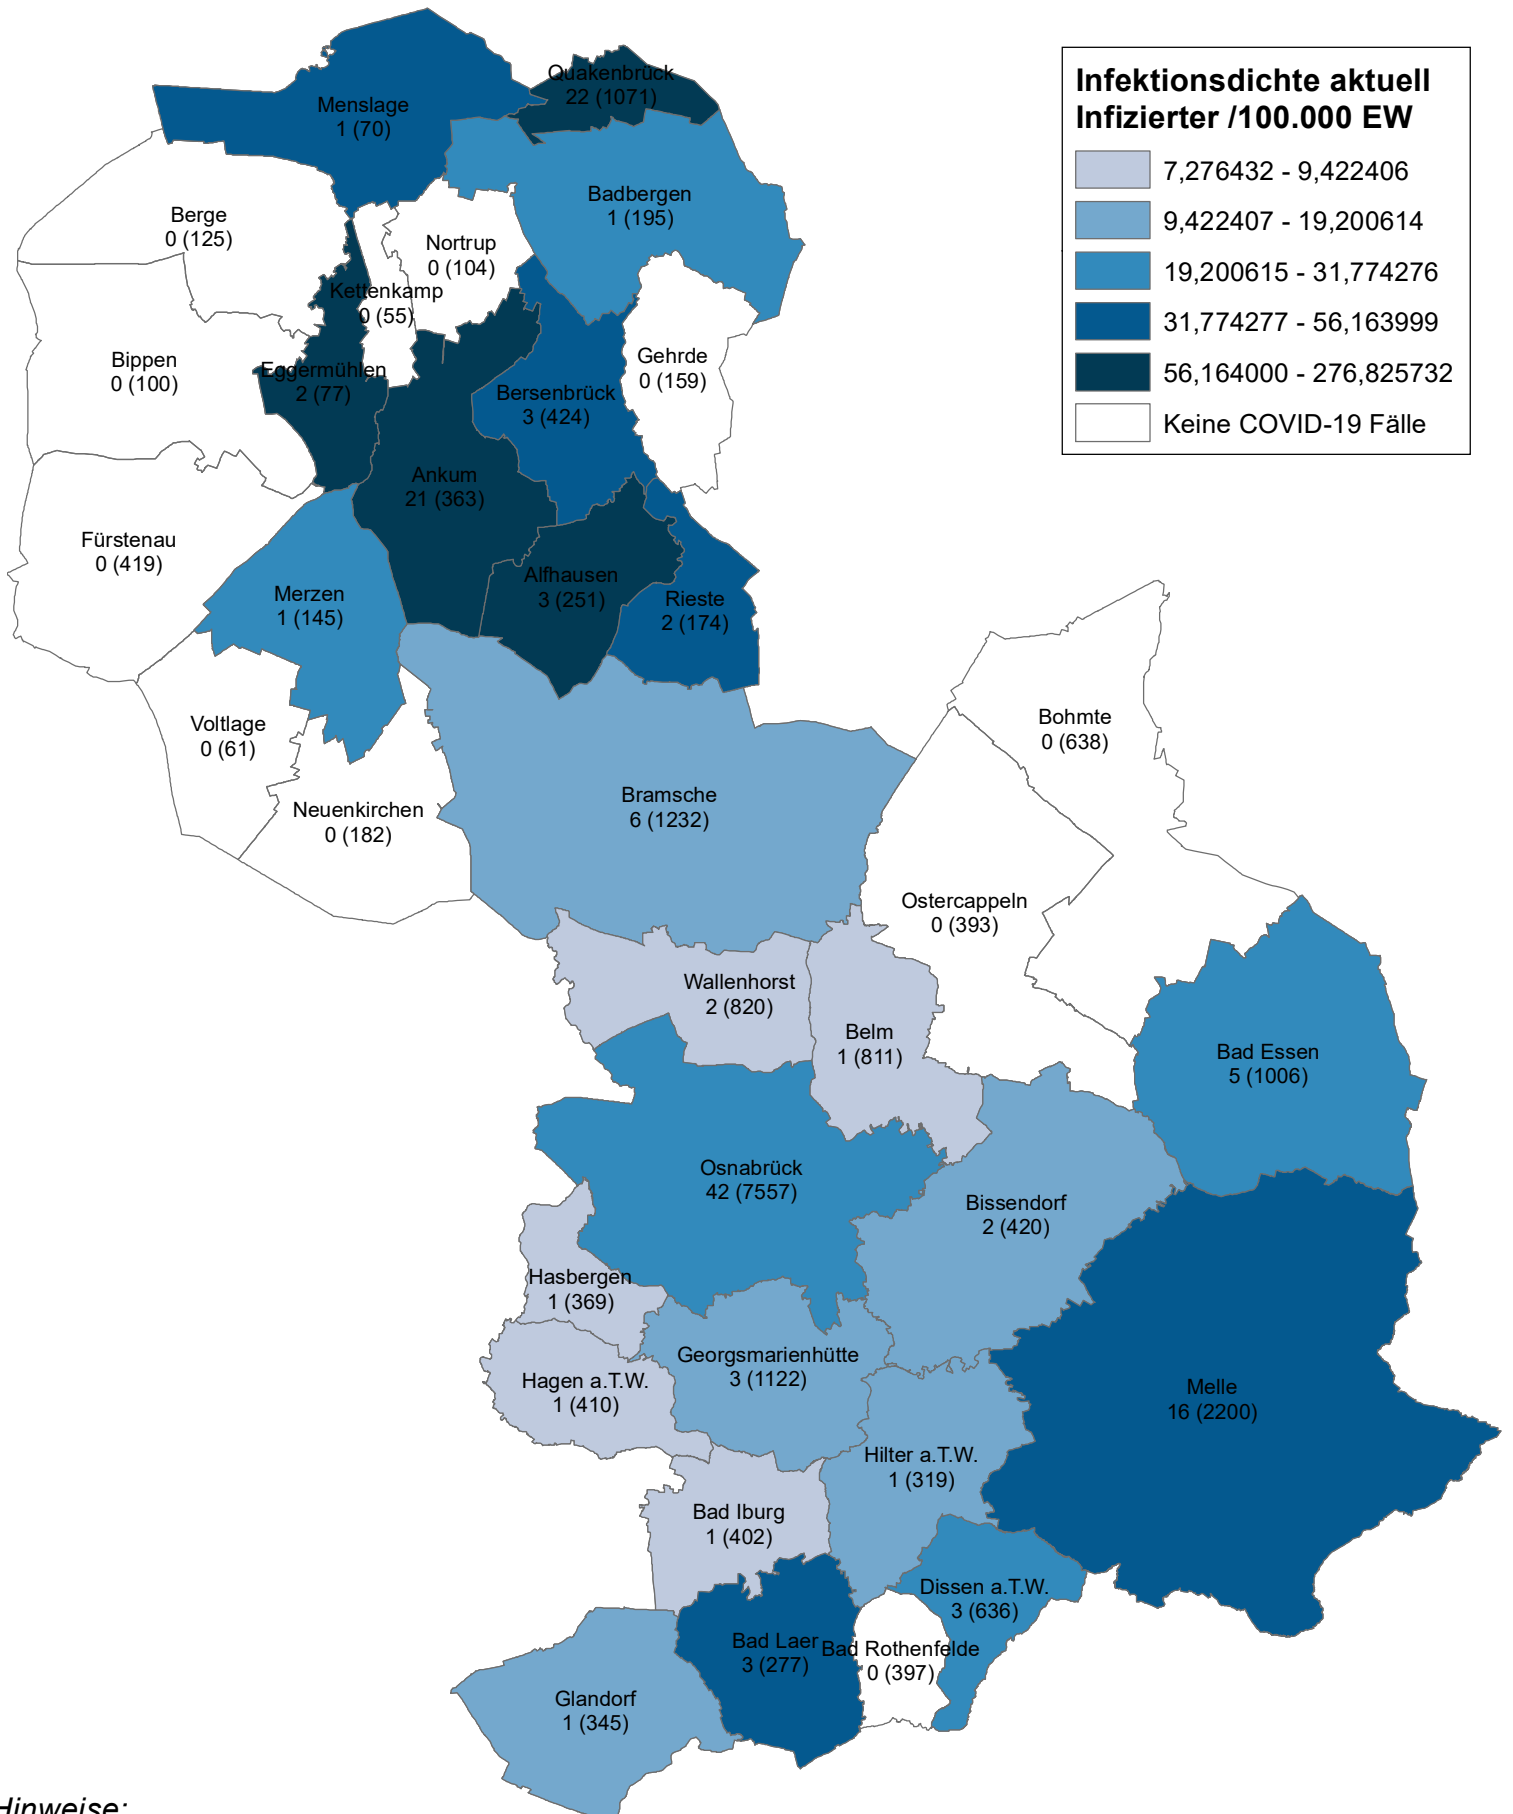 Infektionsdichte aktuell
Infizierter /100.000 EW
7,276432 - 9,422406
9,422407 - 19,200614
19,200615 - 31,774276
31,774277 - 56,163999
56,164000 - 276,825732
Keine COVID-19 Fälle
Quakenbrück
22 (1071)
Menslage
1 (70)
Badbergen
1 (195)
Berge
0 (125)
Nortrup
0 (104)
Kettenkamp
0 (55)
Bippen
0 (100)
Eggermühlen
2 (77)
Gehrde
0 (159)
Bersenbrück
3 (424)
Ankum
21 (363)
Fürstenau
0 (419)
Alfhausen
3 (251)
Merzen
1 (145)
Rieste
2 (174)
Voltlage
0 (61)
Bohmte
0 (638)
Bramsche
6 (1232)
Neuenkirchen
0 (182)
Ostercappeln
0 (393)
Wallenhorst
2 (820)
Belm
1 (811)
Bad Essen
5 (1006)
Osnabrück
42 (7557)
Bissendorf
2 (420)
Hasbergen
1 (369)
Georgsmarienhütte
3 (1122)
Hagen a.T.W.
1 (410)
Melle
16 (2200)
Hilter a.T.W.
1 (319)
Bad Iburg
1 (402)
Dissen a.T.W.
3 (636)
Bad Laer
3 (277)
Bad Rothenfelde
0 (397)
Glandorf
1 (345)
Hinweise: